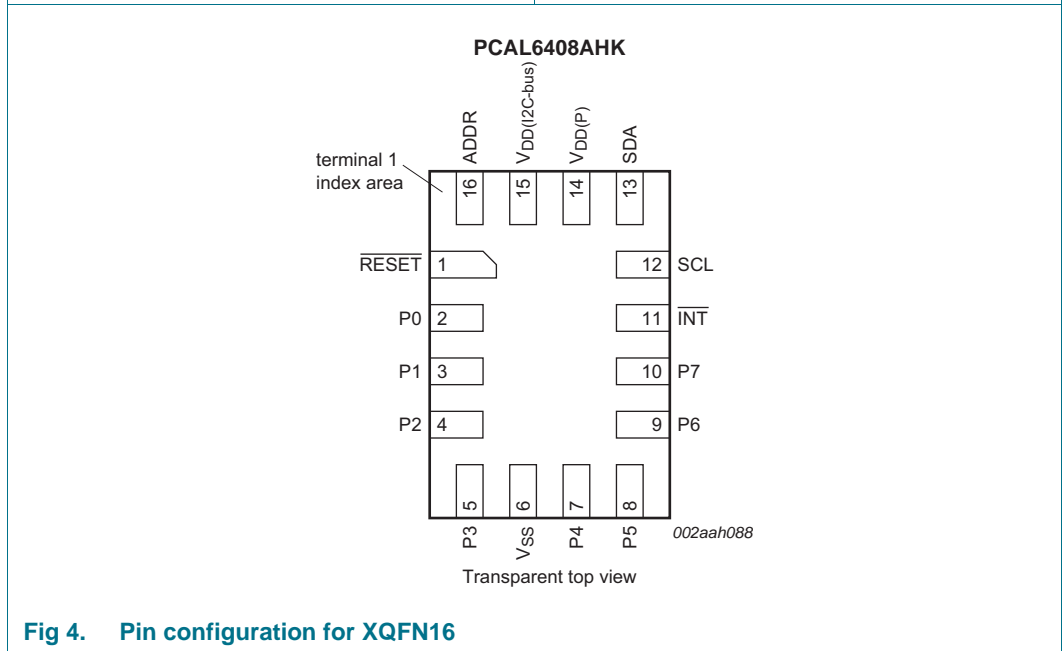 PCAL6408AHK
terminal 1
index area
ADDR
VDD(I2C-bus)
VDD(P)
SDA
16
15
14
13
RESET 1
12 SCL
P0 2
11 INT
P1 3
10 P7
P2 4
9 P6
5
6
7
8
P3
VSS
P4
P5
002aah088
Transparent top view
Fig 4. Pin configuration for XQFN16